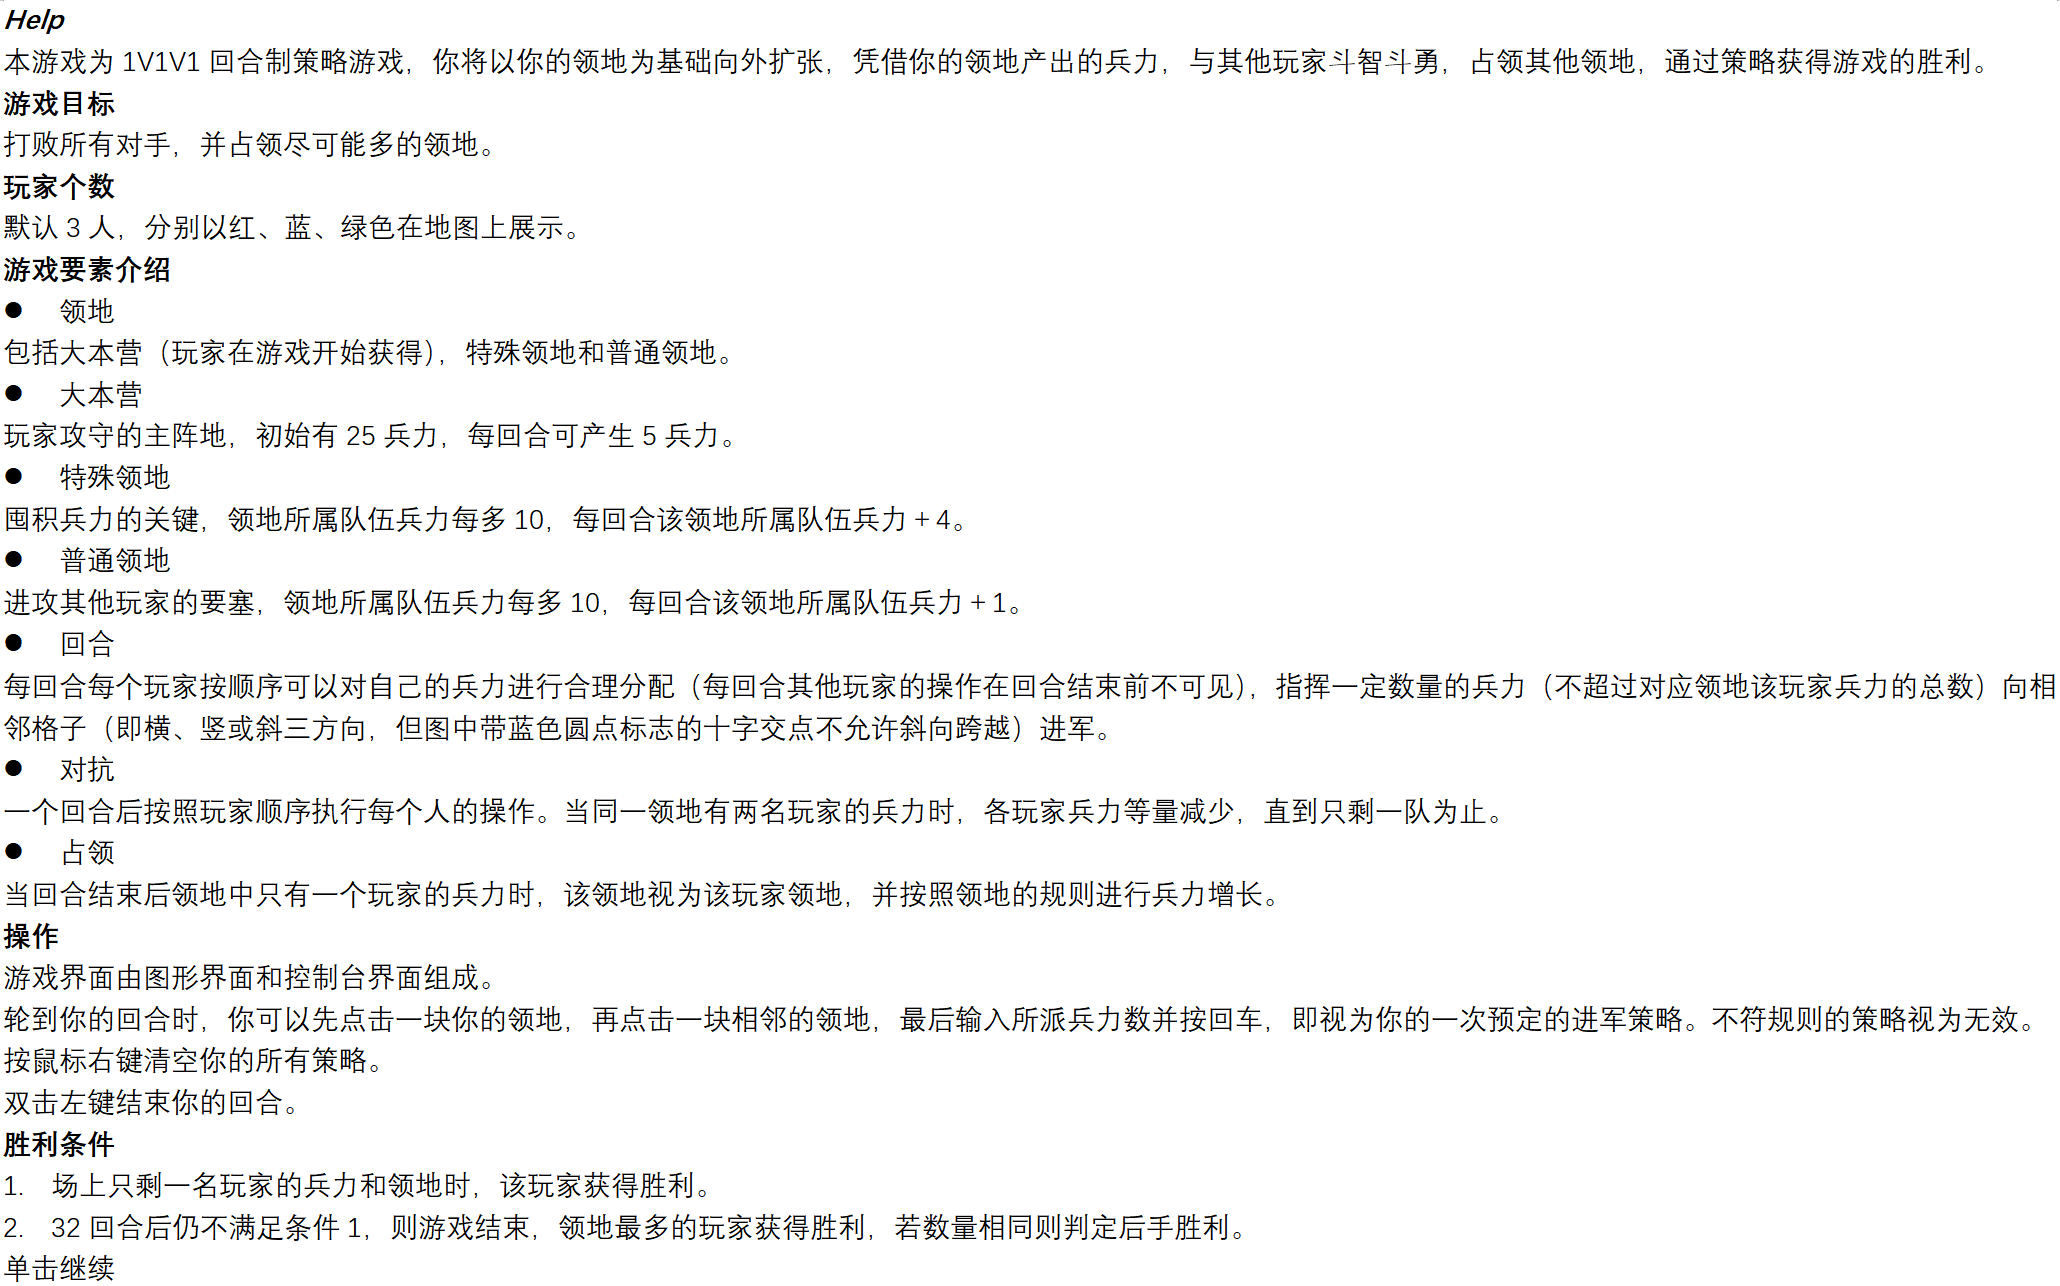 Help
本游戏为 1V1V1 回合制策略游戏，你将以你的领地为基础向外扩张，凭借你的领地产出的兵力，与其他玩家斗智斗勇，占领其他领地，通过策略获得游戏的胜利。
游戏目标
打败所有对手，并占领尽可能多的领地。
玩家个数
默认 3 人，分别以红、蓝、绿色在地图上展示。
游戏要素介绍
● 领地
包括大本营（玩家在游戏开始获得），特殊领地和普通领地。
● 大本营
玩家攻守的主阵地，初始有 25 兵力，每回合可产生 5 兵力。
● 特殊领地
囤积兵力的关键，领地所属队伍兵力每多 10，每回合该领地所属队伍兵力＋4。
● 普通领地
进攻其他玩家的要塞，领地所属队伍兵力每多 10，每回合该领地所属队伍兵力＋1。
● 回合
每回合每个玩家按顺序可以对自己的兵力进行合理分配（每回合其他玩家的操作在回合结束前不可见），指挥一定数量的兵力（不超过对应领地该玩家兵力的总数）向相
邻格子（即横、竖或斜三方向，但图中带蓝色圆点标志的十字交点不允许斜向跨越）进军。
● 对抗
一个回合后按照玩家顺序执行每个人的操作。当同一领地有两名玩家的兵力时，各玩家兵力等量减少，直到只剩一队为止。
● 占领
当回合结束后领地中只有一个玩家的兵力时，该领地视为该玩家领地，并按照领地的规则进行兵力增长。
操作
游戏界面由图形界面和控制台界面组成。
轮到你的回合时，你可以先点击一块你的领地，再点击一块相邻的领地，最后输入所派兵力数并按回车，即视为你的一次预定的进军策略。不符规则的策略视为无效。
按鼠标右键清空你的所有策略。
双击左键结束你的回合。
胜利条件
1. 场上只剩一名玩家的兵力和领地时，该玩家获得胜利。
2. 32 回合后仍不满足条件 1，则游戏结束，领地最多的玩家获得胜利，若数量相同则判定后手胜利。
单击继续